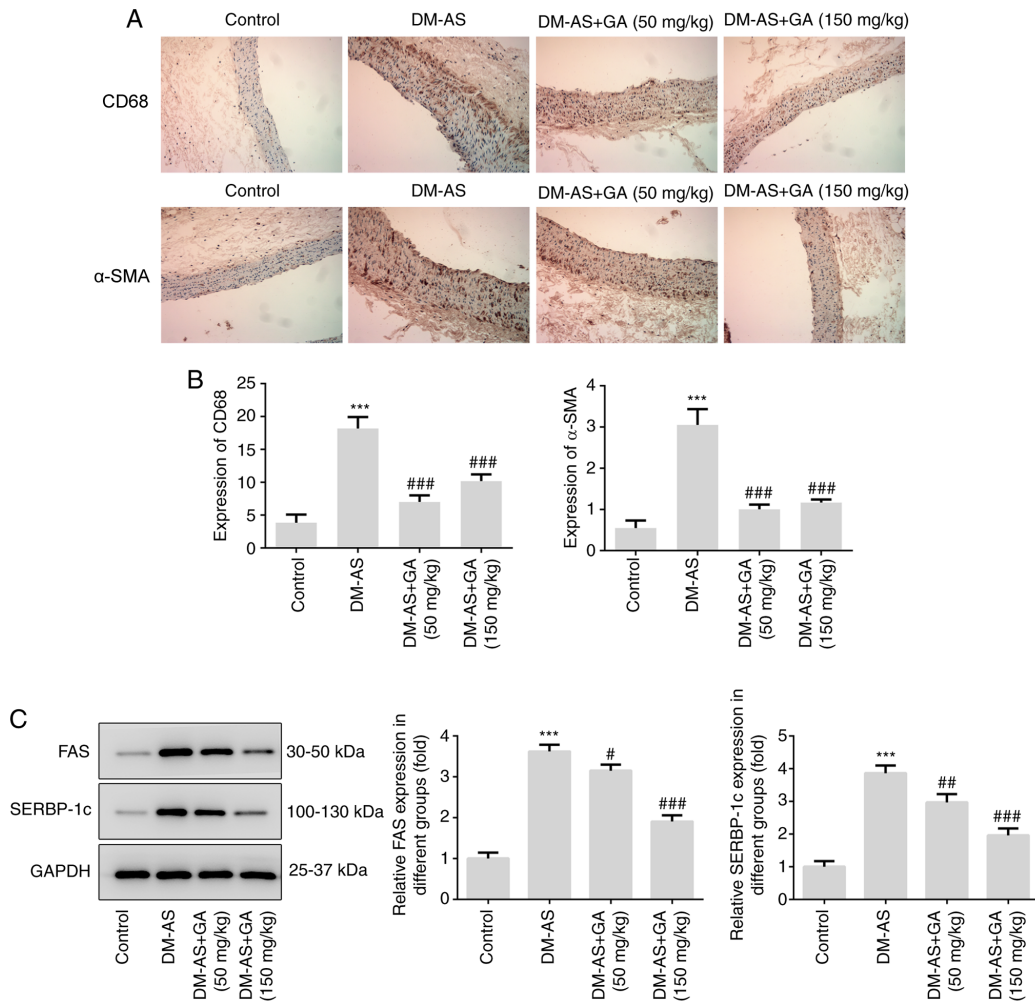 A
Control
DM-AS
DM-AS+GA (50 mg/kg)
DM-AS+GA (150 mg/kg)
CD68
Control
DM-AS
DM-AS+GA (50 mg/kg)
DM-AS+GA (150 mg/kg)
α-SMA
B
Expression of CD68
25
20
15
10
5
0
***
###
###
Control
DM-AS
DM-AS+GA
(50 mg/kg)
DM-AS+GA
(150 mg/kg)
Expression of α-SMA
4
3
2
1
0
***
###
###
Control
DM-AS
DM-AS+GA
(50 mg/kg)
DM-AS+GA
(150 mg/kg)
C
FAS
30-50 kDa
SERBP-1c
100-130 kDa
GAPDH
25-37 kDa
Control
DM-AS
DM-AS+GA
(50 mg/kg)
DM-AS+GA
(150 mg/kg)
Relative FAS expression in
different groups (fold)
4
3
2
1
0
***
#
###
Control
DM-AS
DM-AS+GA
(50 mg/kg)
DM-AS+GA
(150 mg/kg)
Relative SERBP-1c expression in
different groups (fold)
5
4
3
2
1
0
***
##
###
Control
DM-AS
DM-AS+GA
(50 mg/kg)
DM-AS+GA
(150 mg/kg)